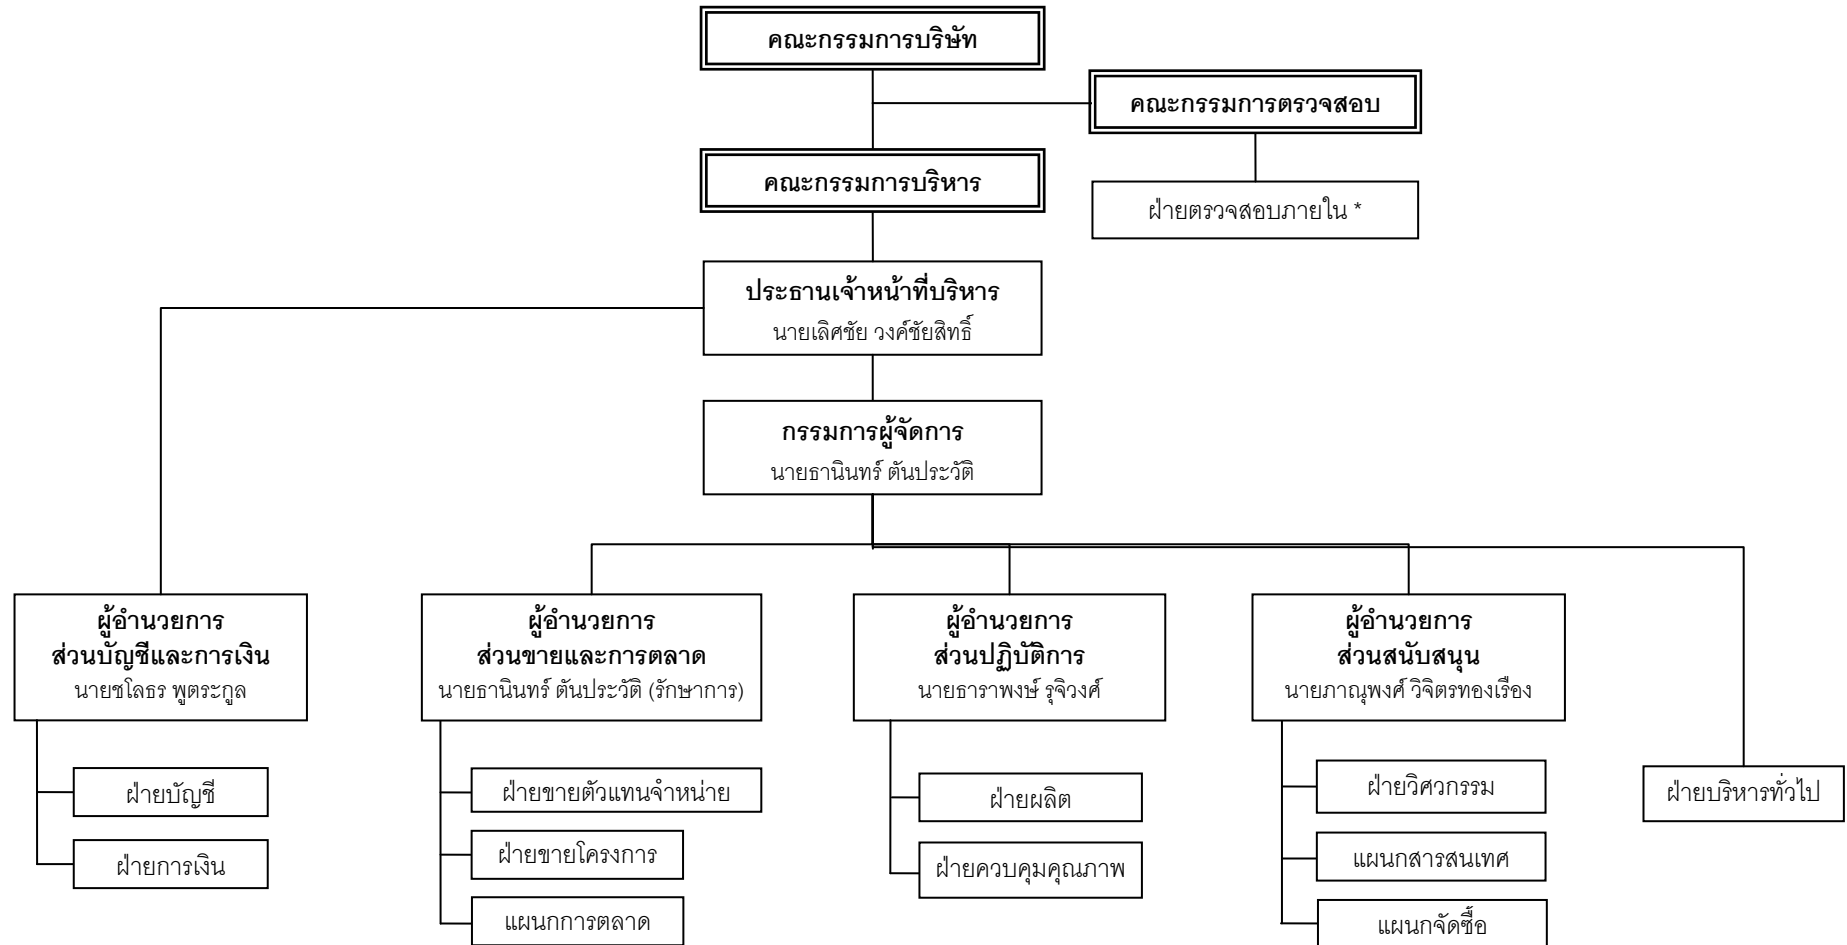 คณะกรรมการบริษัท
คณะกรรมการตรวจสอบ
คณะกรรมการบริหาร
ฝ่ายตรวจสอบภายใน *
ประธานเจ้าหน้าที่บริหาร
นายเลิศชัย วงค์ชัยสิทธิ์
กรรมการผู้จัดการ
นายธานินทร์ ตันประวัติ
ผู้อำนวยการ
ส่วนบัญชีและการเงิน
นายชโลธร พูตระกูล
ฝ่ายบัญชี
ฝ่ายการเงิน
ผู้อำนวยการ
ส่วนขายและการตลาด
นายธานินทร์ ตันประวัติ (รักษาการ)
ฝ่ายขายตัวแทนจำหน่าย
ฝ่ายขายโครงการ
แผนกการตลาด
ผู้อำนวยการ
ส่วนปฏิบัติการ
นายธาราพงษ์ รุจิวงศ์
ฝ่ายผลิต
ฝ่ายควบคุมคุณภาพ
ผู้อำนวยการ
ส่วนสนับสนุน
นายภาณุพงศ์ วิจิตรทองเรือง
ฝ่ายวิศวกรรม
แผนกสารสนเทศ
แผนกจัดซื้อ
ฝ่ายบริหารทั่วไป